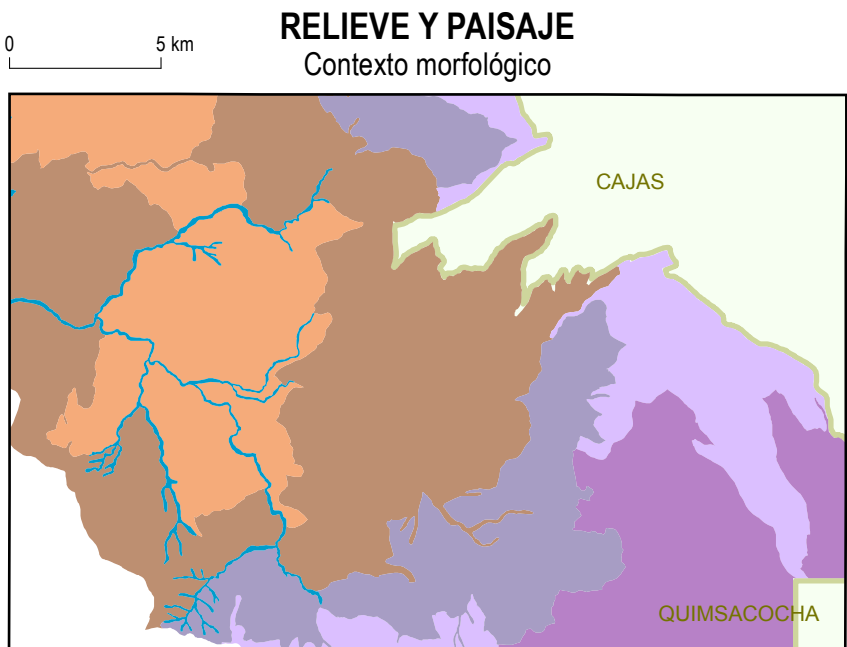 RELIEVE Y PAISAJE
0 5 km
Contexto morfológico
CAJAS
QUIMSACOCHA